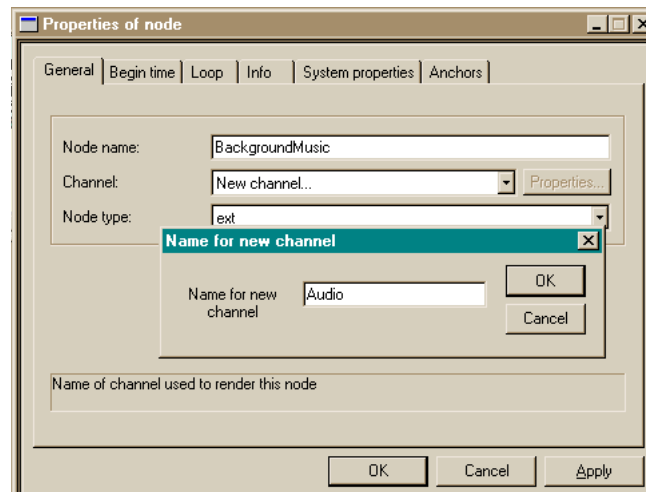 Properties of node
General Begin time Loop Info System properties Anchors
Node name: BackgroundMusic
Channel: New channel... Properties...
Node type: ext
Name for new channel
Name for new channel Audio
OK
Cancel
Name of channel used to render this node
OK Cancel Apply